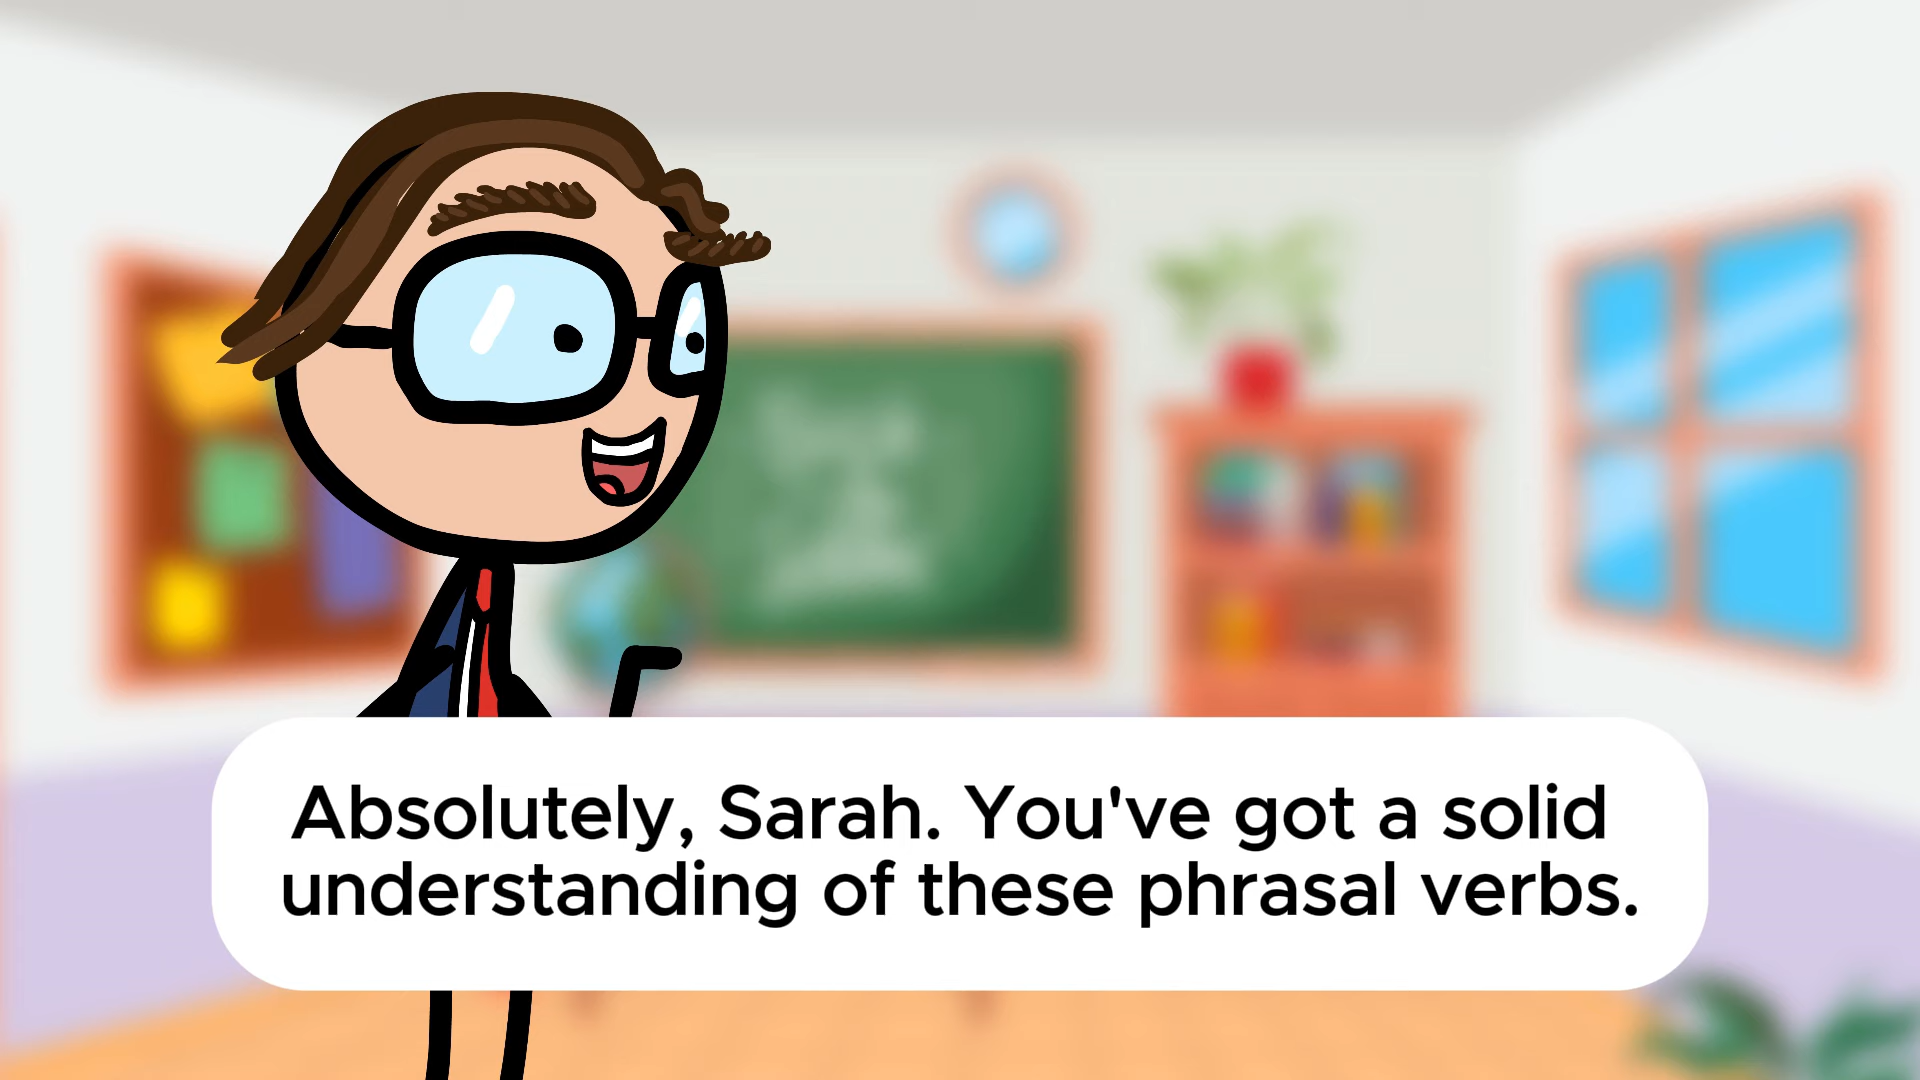 Absolutely, Sarah. You've got a solid
understanding of these phrasal verbs.